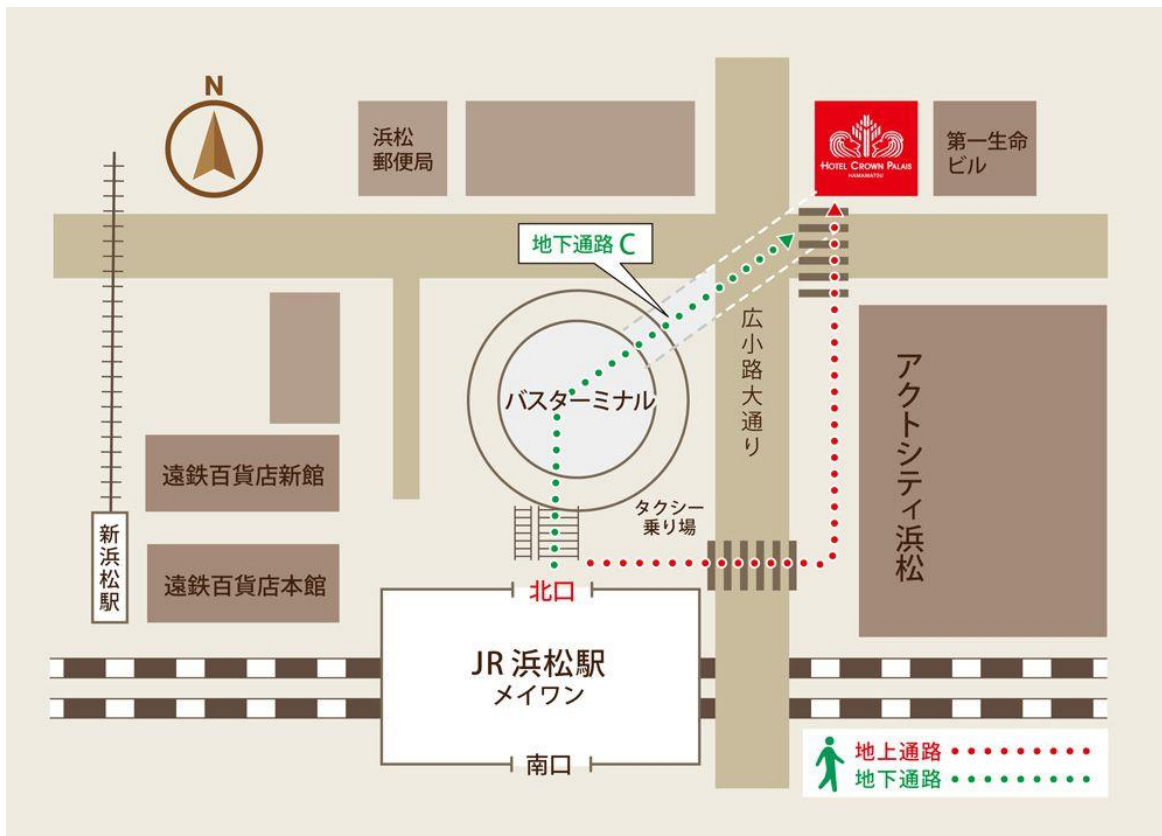 N
浜松
郵便局
HOTEL CROWN PALAIS
HAMAMATSU
第一生命
ビル
地下通路 C
広小路大通り
バスターミナル
アクトシティ浜松
遠鉄百貨店新館
タクシー
乗り場
新浜松駅
遠鉄百貨店本館
北口
JR 浜松駅
メイワン
南口
地上通路
地下通路